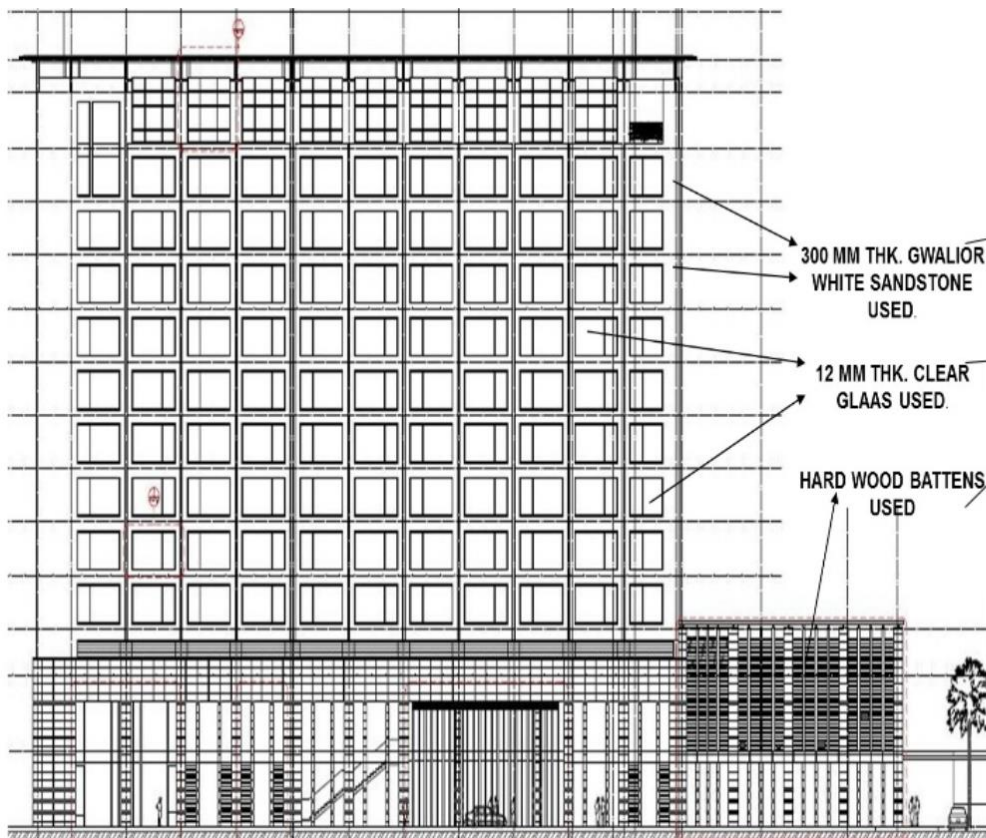 300 MM THK. GWALIOR
WHITE SANDSTONE
USED.
12 MM THK. CLEAR
GLAAS USED.
HARD WOOD BATTENS
USED